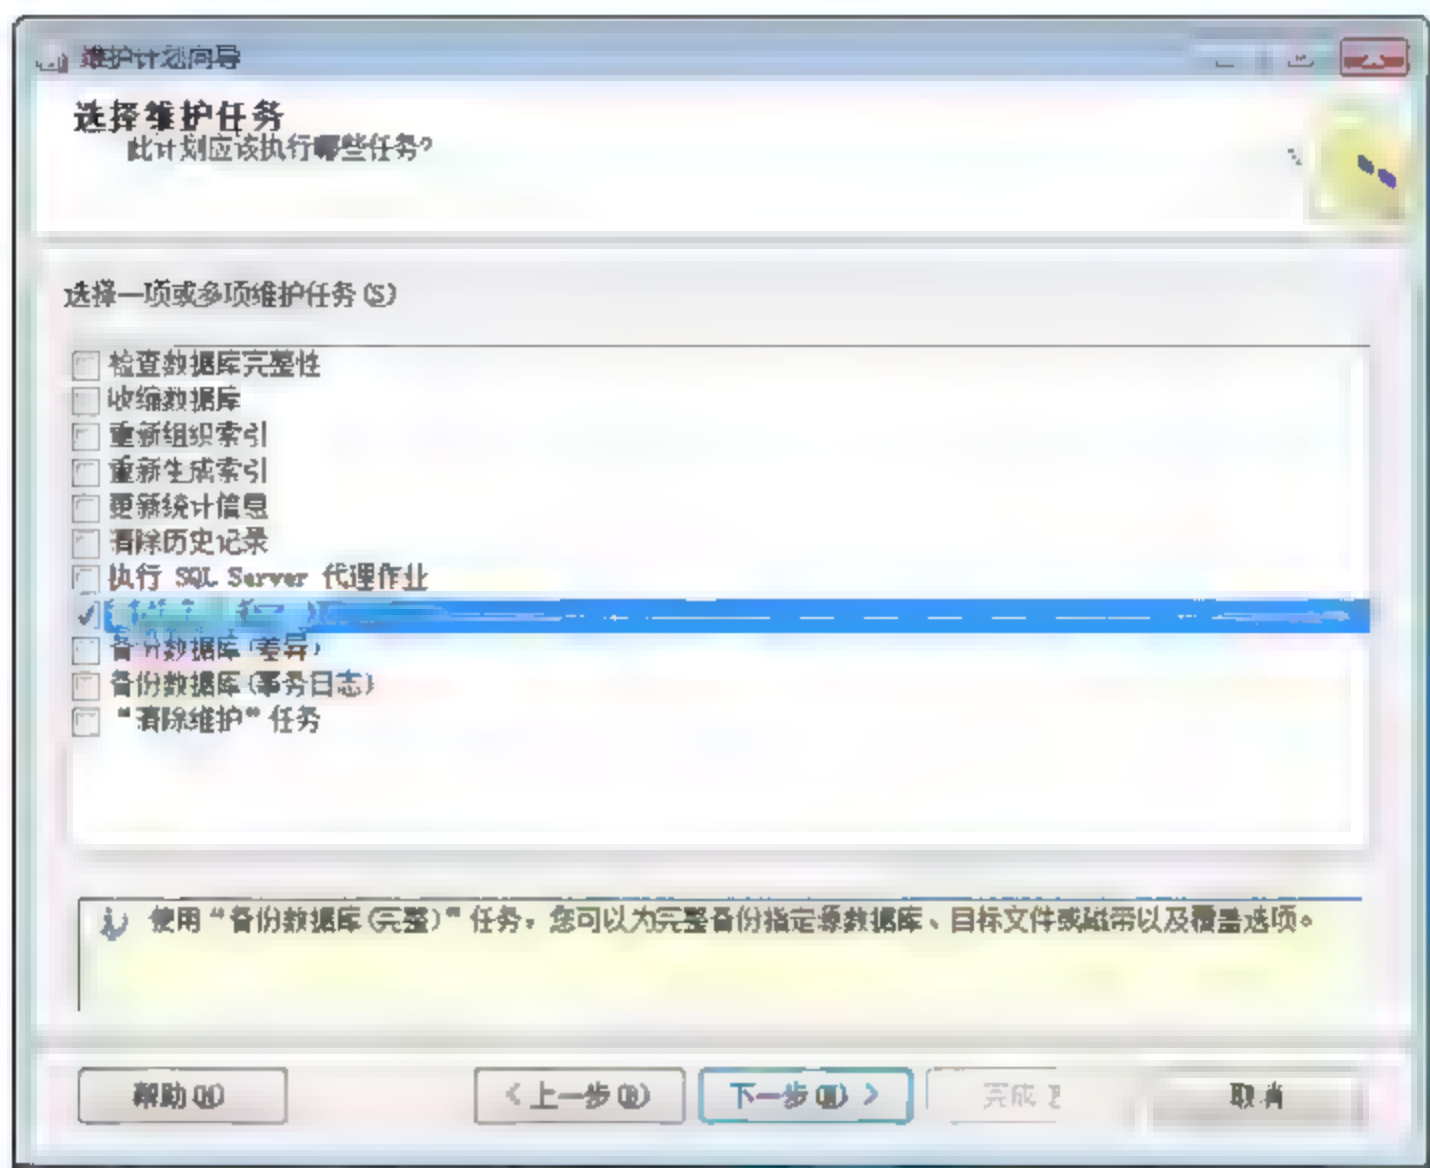 维护计划向导
选择维护任务
此计划应该执行哪些任务?
选择一项或多项维护任务(S)
检查数据库完整性
收缩数据库
重新组织索引
重新生成索引
更新统计信息
清除历史记录
执行 SQL Server 代理作业
备份数据库(差异)
备份数据库(事务日志)
“清除维护”任务
使用“备份数据库(完整)”任务,您可以为完整备份指定源数据库、目标文件或磁带以及覆盖选项。
帮助(H)
< 上一步(B)
下一步(N) >
完成
取消